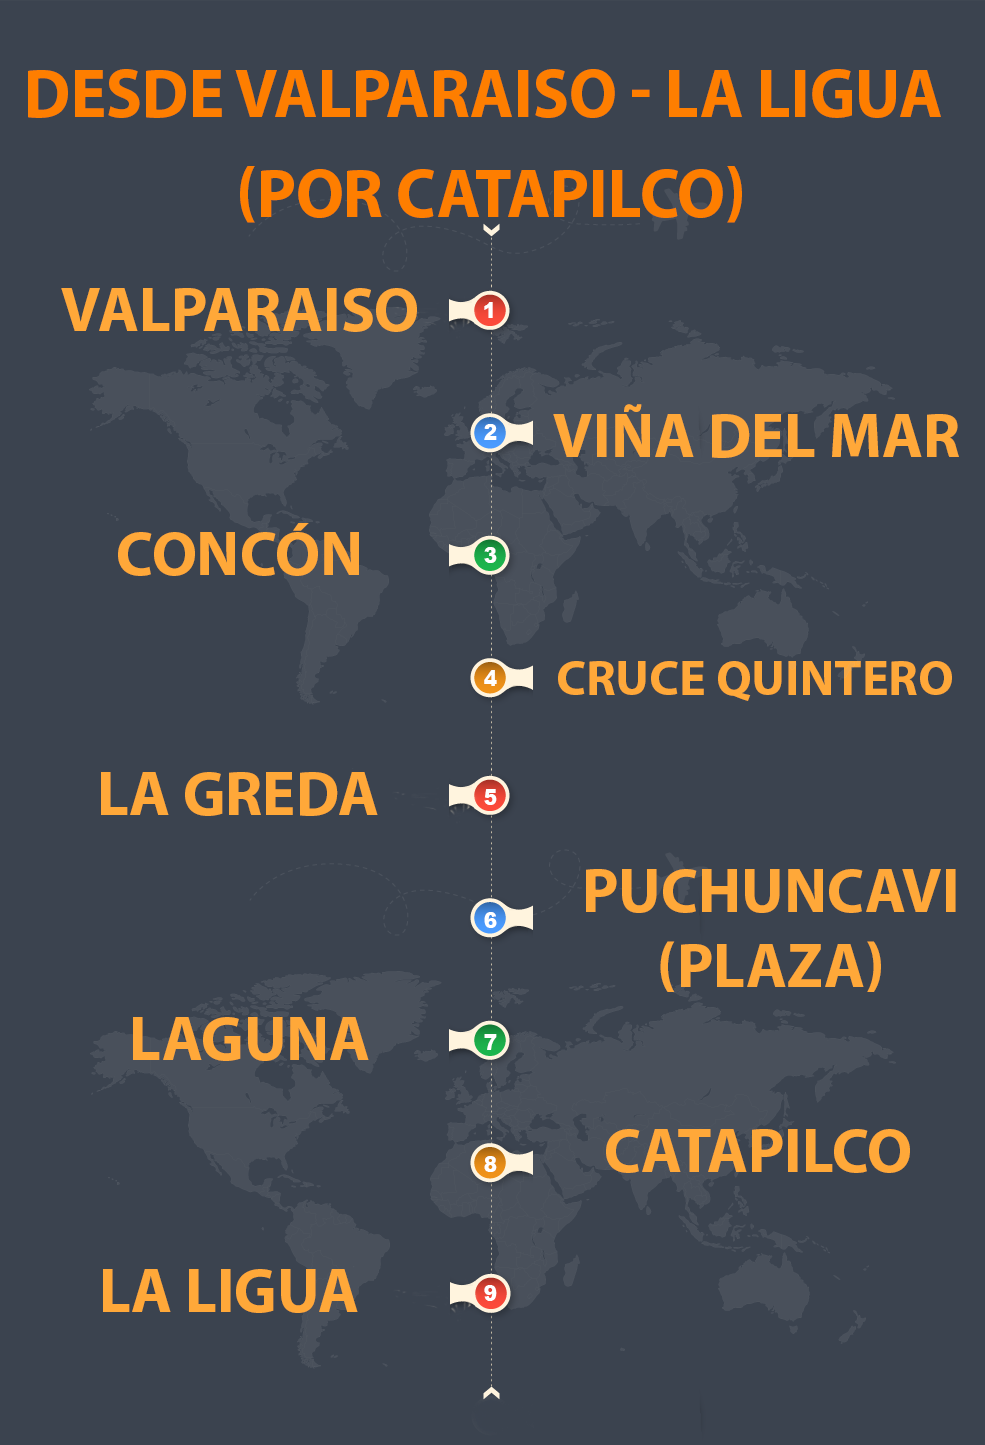 DESDE VALPARAISO - LA LIGUA
(POR CATAPILCO)
VALPARAISO
1
2
VIÑA DEL MAR
CONCÓN
3
4
CRUCE QUINTERO
LA GREDA
5
6
PUCHUNCAVI
(PLAZA)
LAGUNA
7
8
CATAPILCO
LA LIGUA
9